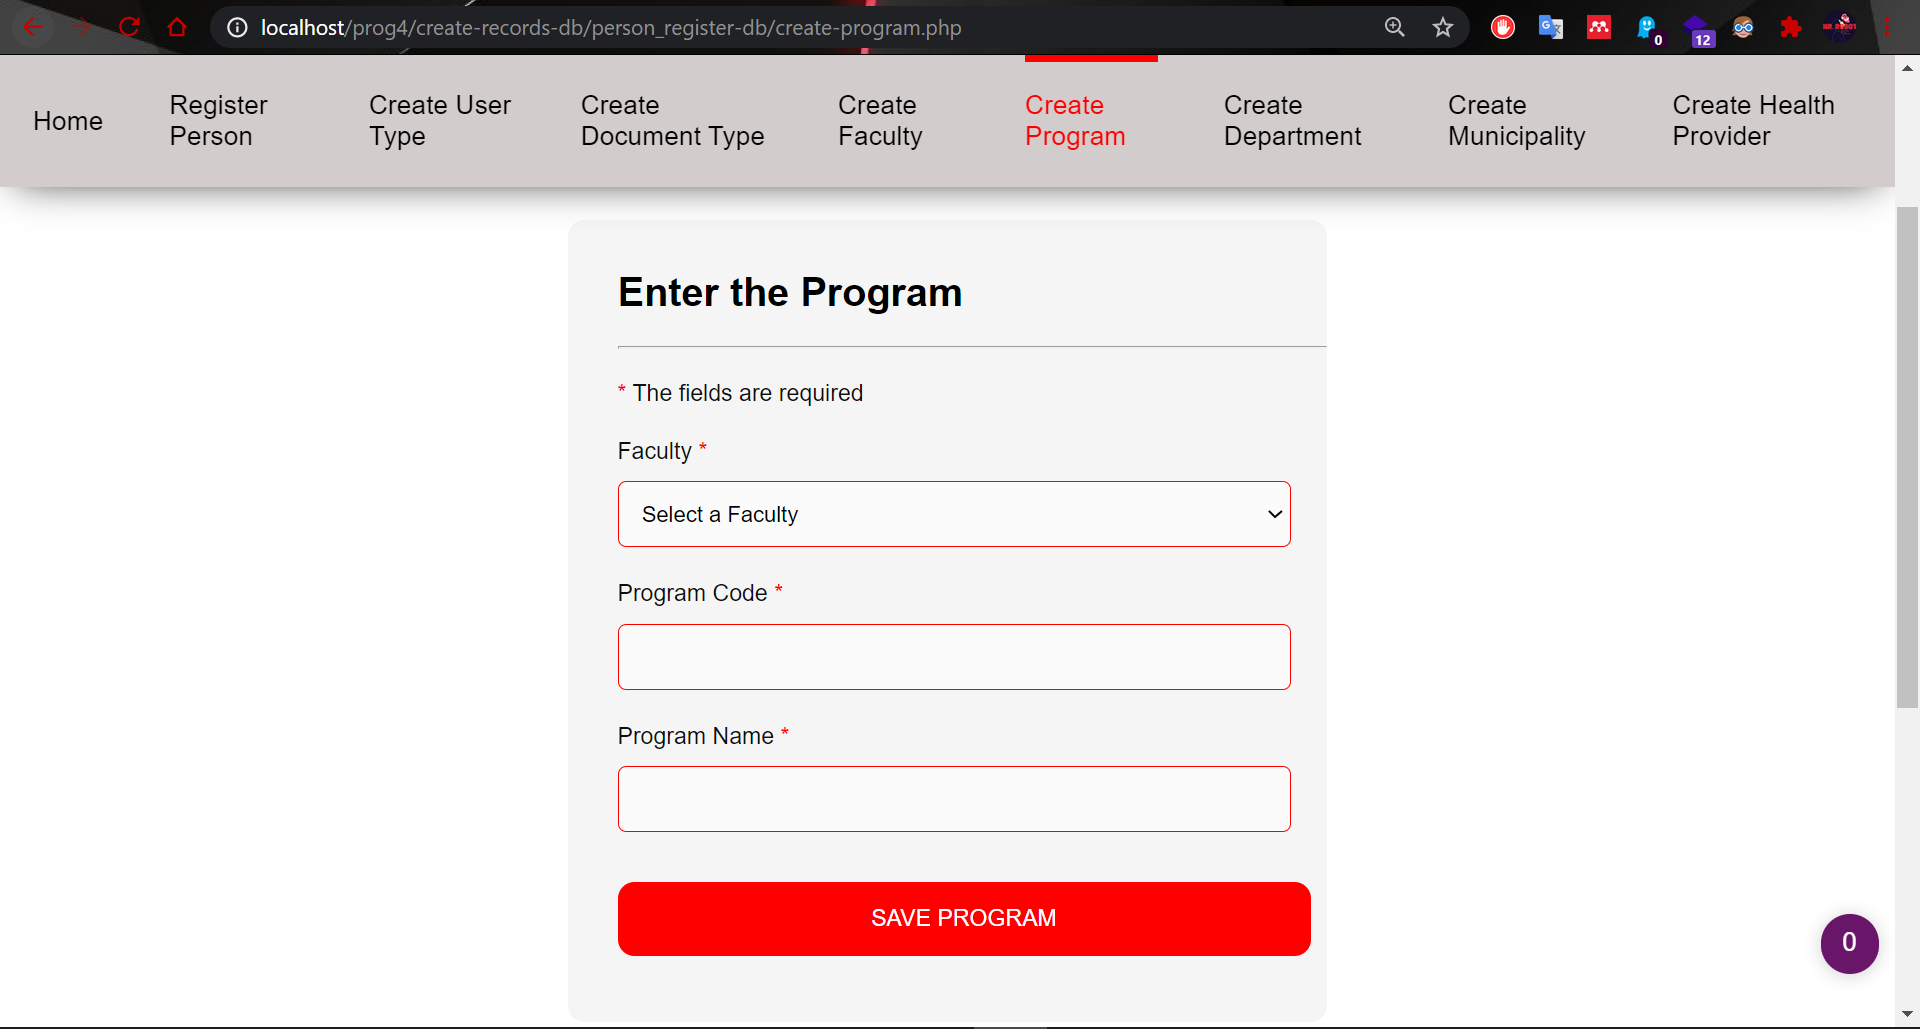 localhost/prog4/create-records-db/person_register-db/create-program.php
0
12
Home
Register
Person
Create User
Type
Create
Document Type
Create
Faculty
Create
Program
Create
Department
Create
Municipality
Create Health
Provider
Enter the Program
* The fields are required
Faculty *
Select a Faculty
Program Code *
Program Name *
SAVE PROGRAM
0